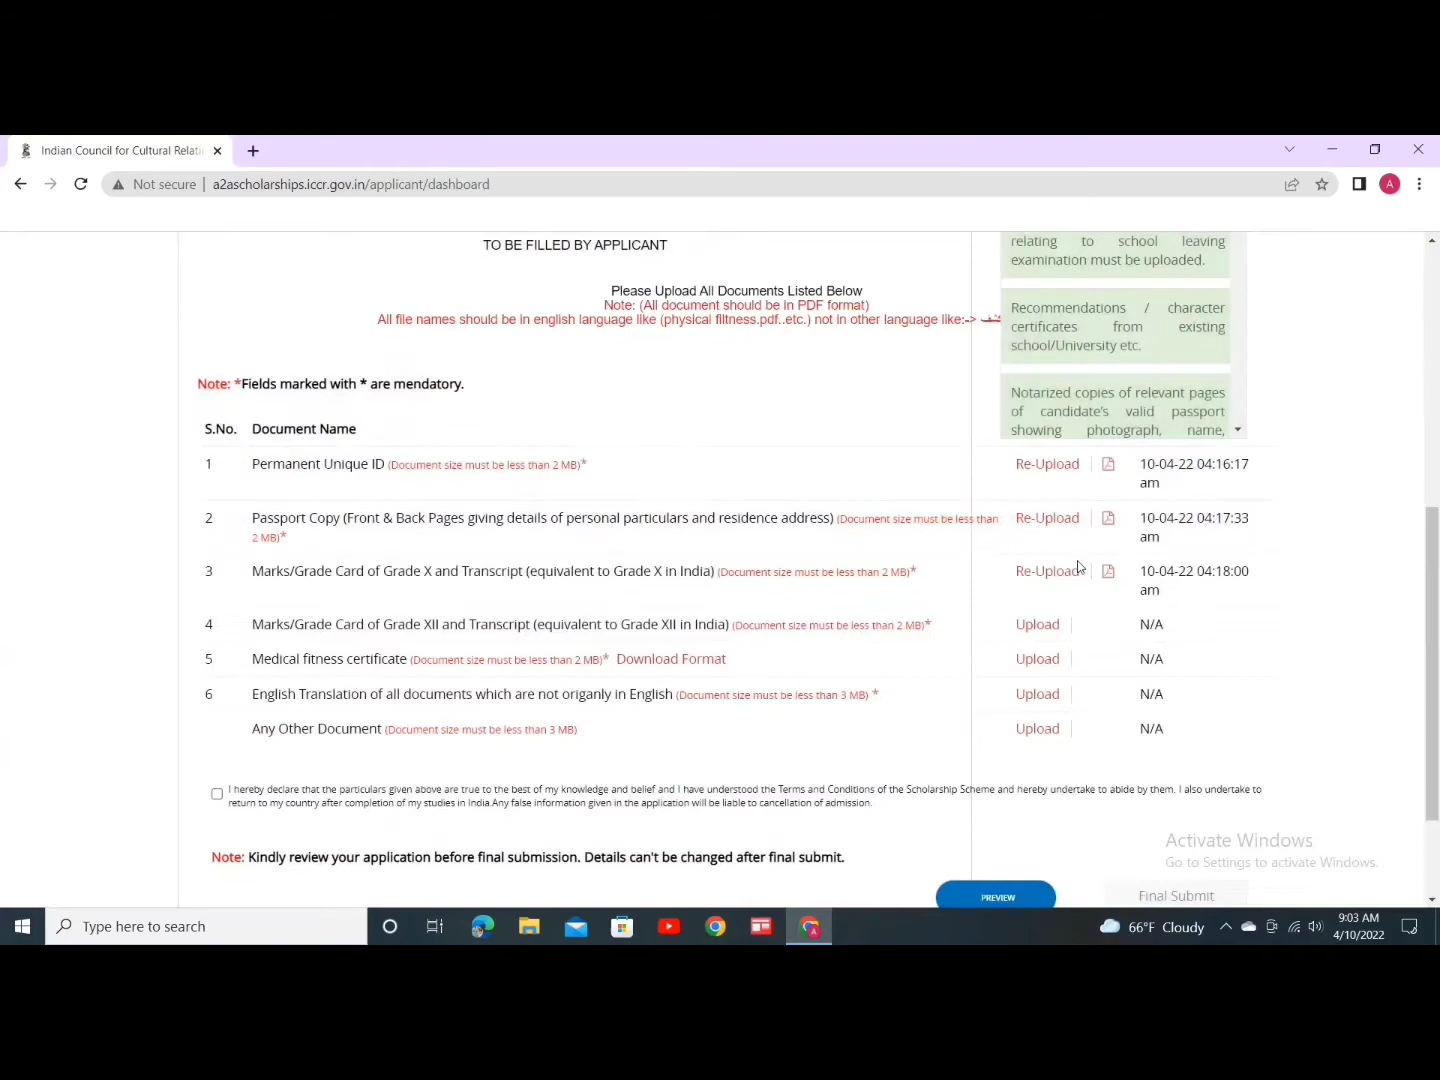 Indian Council for Cultural Relati
Not secure a2ascholarships.iccr.gov.in/applicant/dashboard
A
TO BE FILLED BY APPLICANT
Please Upload All Documents Listed Below
Note: (All document should be in PDF format)
All file names should be in english language like (physical fiItness.pdf..etc.) not in other language like:->
relating to school leaving
examination must be uploaded.
Recommendations / character
certificates from existing
school/University etc.
Notarized copies of relevant pages
of candidate's valid passport
showing photograph, name,
Note: *Fields marked with * are mendatory.
S.No. Document Name
1 Permanent Unique ID (Document size must be less than 2 MB)* Re-Upload 10-04-22 04:16:17
am
2 Passport Copy (Front & Back Pages giving details of personal particulars and residence address) (Document size must be less than Re-Upload 10-04-22 04:17:33
2 MB)* am
3 Marks/Grade Card of Grade X and Transcript (equivalent to Grade X in India) (Document size must be less than 2 MB)* Re-Upload 10-04-22 04:18:00
am
4 Marks/Grade Card of Grade XII and Transcript (equivalent to Grade XII in India) (Document size must be less than 2 MB)* Upload N/A
5 Medical fitness certificate (Document size must be less than 2 MB)* Download Format Upload N/A
6 English Translation of all documents which are not origanly in English (Document size must be less than 3 MB) * Upload N/A
Any Other Document (Document size must be less than 3 MB) Upload N/A
I hereby declare that the particulars given above are true to the best of my knowledge and belief and I have understood the Terms and Conditions of the Scholarship Scheme and hereby undertake to abide by them. I also undertake to
return to my country after completion of my studies in India.Any false information given in the application will be liable to cancellation of admission.
Activate Windows
Go to Settings to activate Windows.
Note: Kindly review your application before final submission. Details can't be changed after final submit.
PREVIEW Final Submit
Type here to search
66°F Cloudy
9:03 AM
4/10/2022